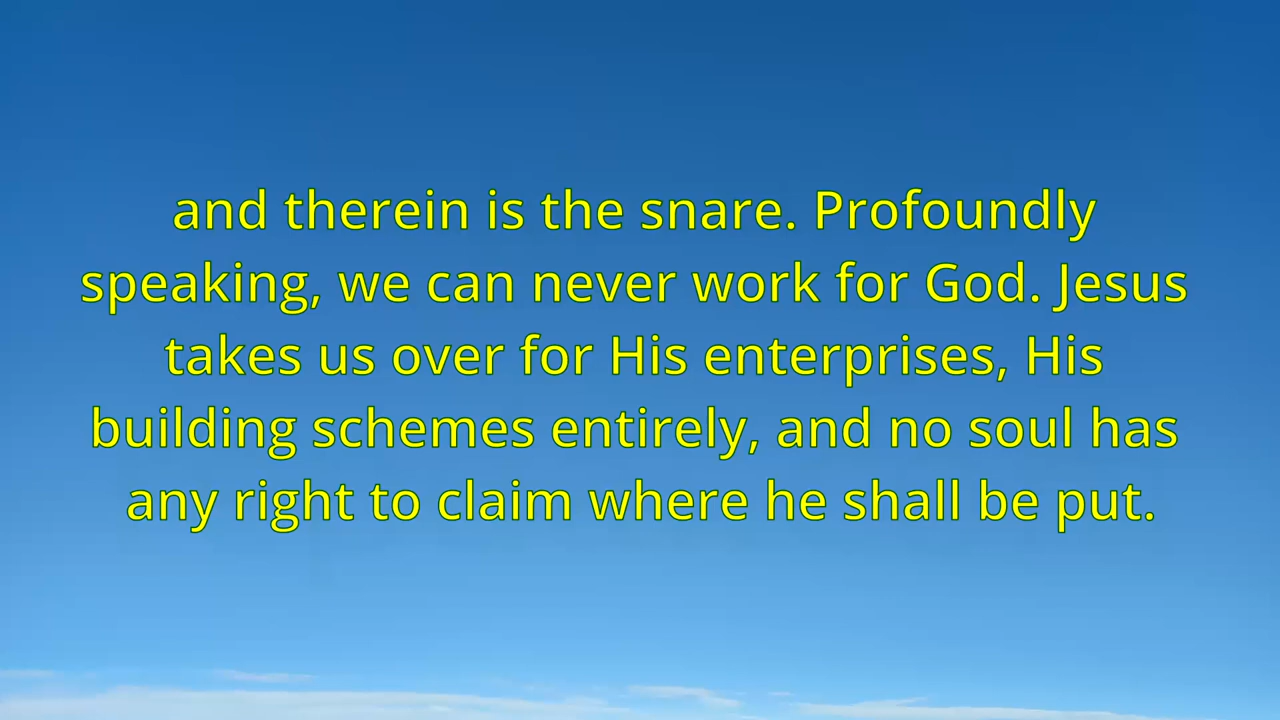 and therein is the snare. Profoundly
speaking, we can never work for God. Jesus
takes us over for His enterprises, His
building schemes entirely, and no soul has
any right to claim where he shall be put.